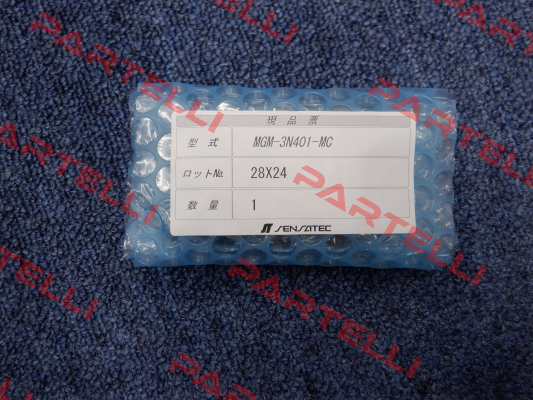 現品票
型式 MGM-3N401-MC
ロットNo. 28X24
数量 1
SENSATEC
PARTELLI
PARTELLI
PARTELLI
PARTELLI
PARTELLI